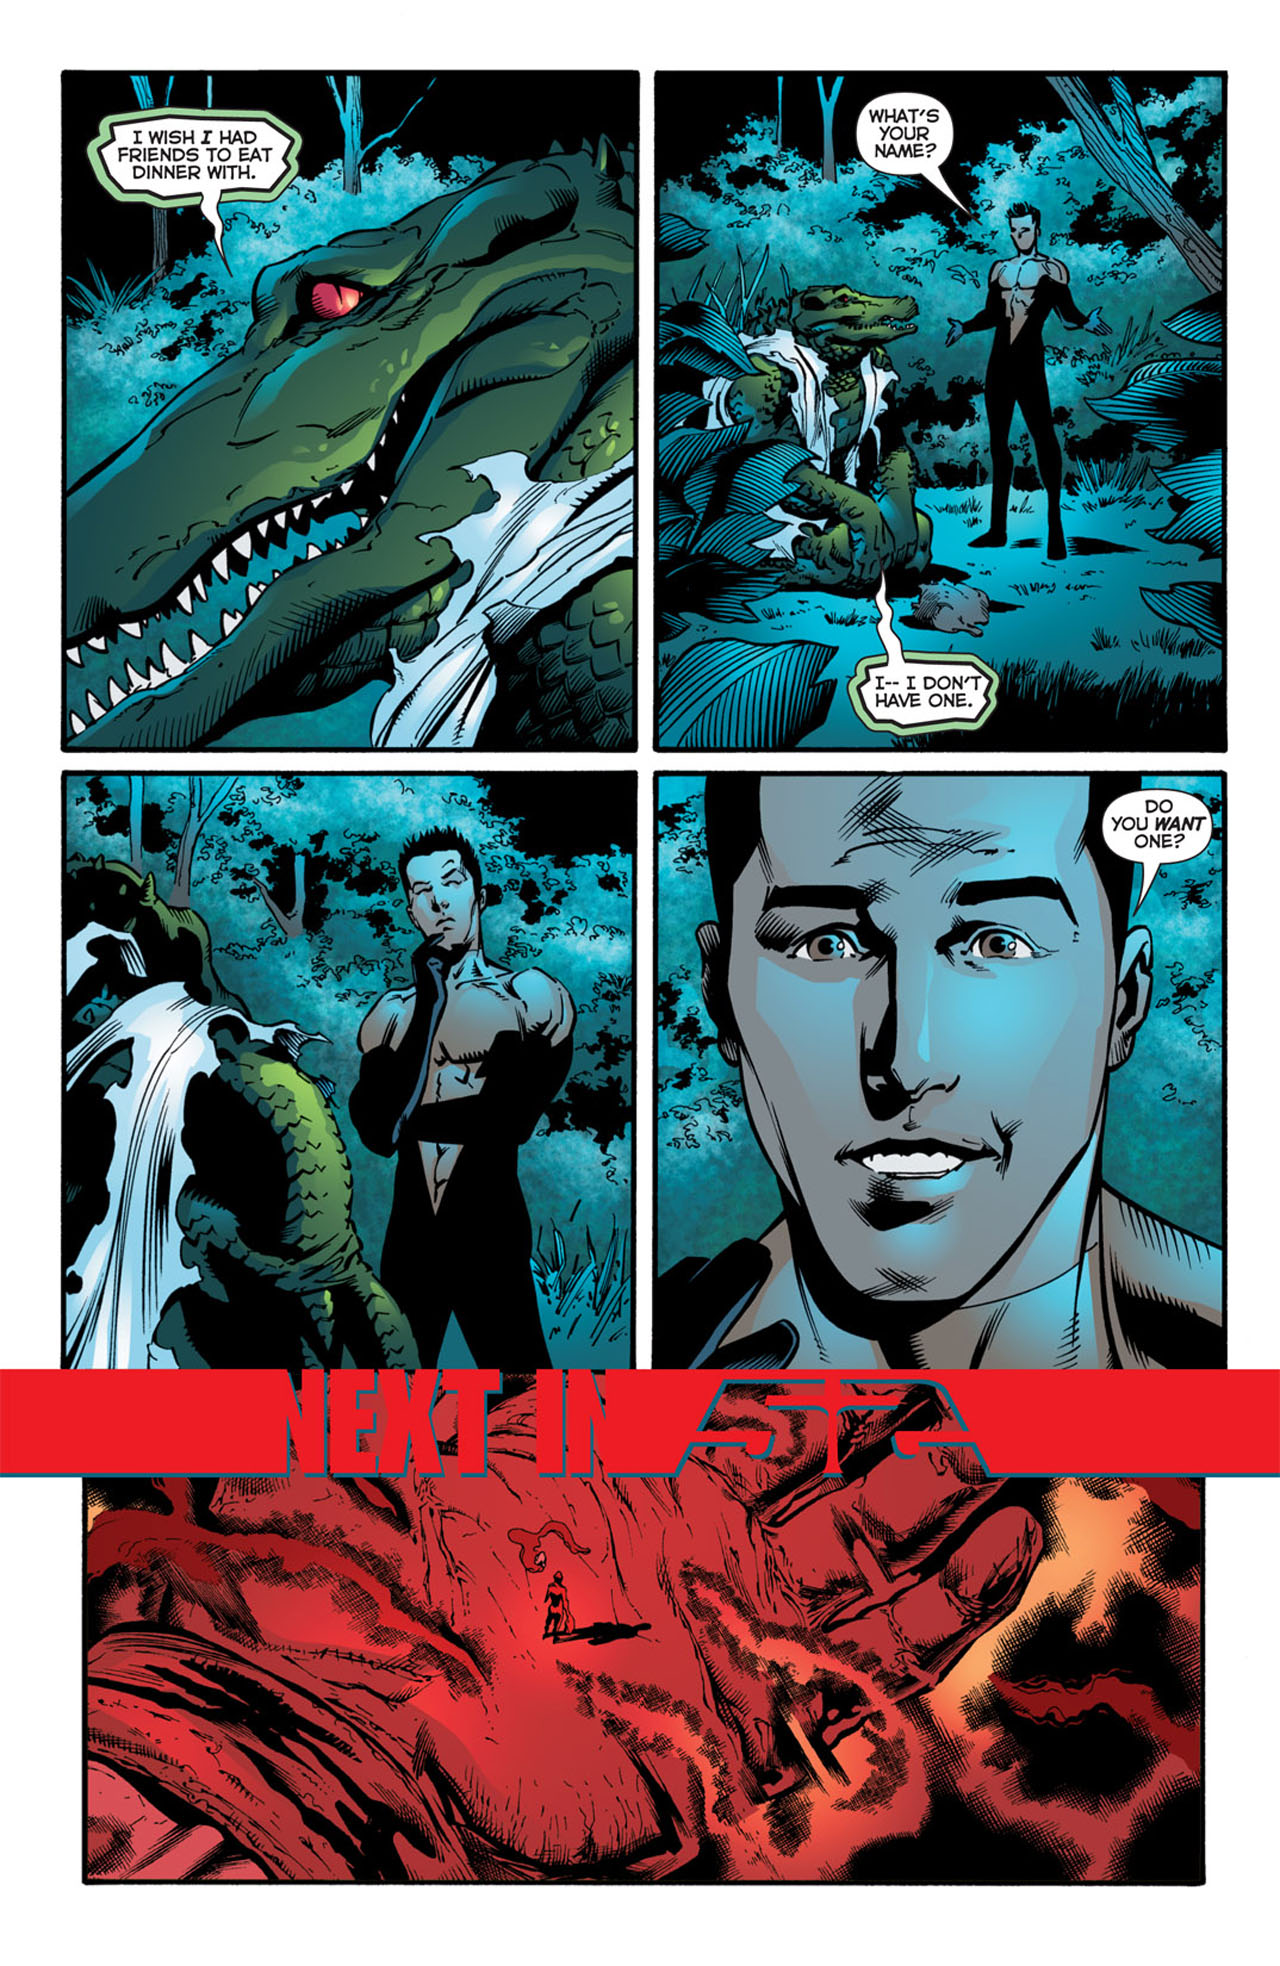 I WISH I HAD
FRIENDS TO EAT
DINNER WITH.
WHAT'S
YOUR
NAME?
I-- I DON'T
HAVE ONE.
DO
YOU WANT
ONE?
NEXT IN 52